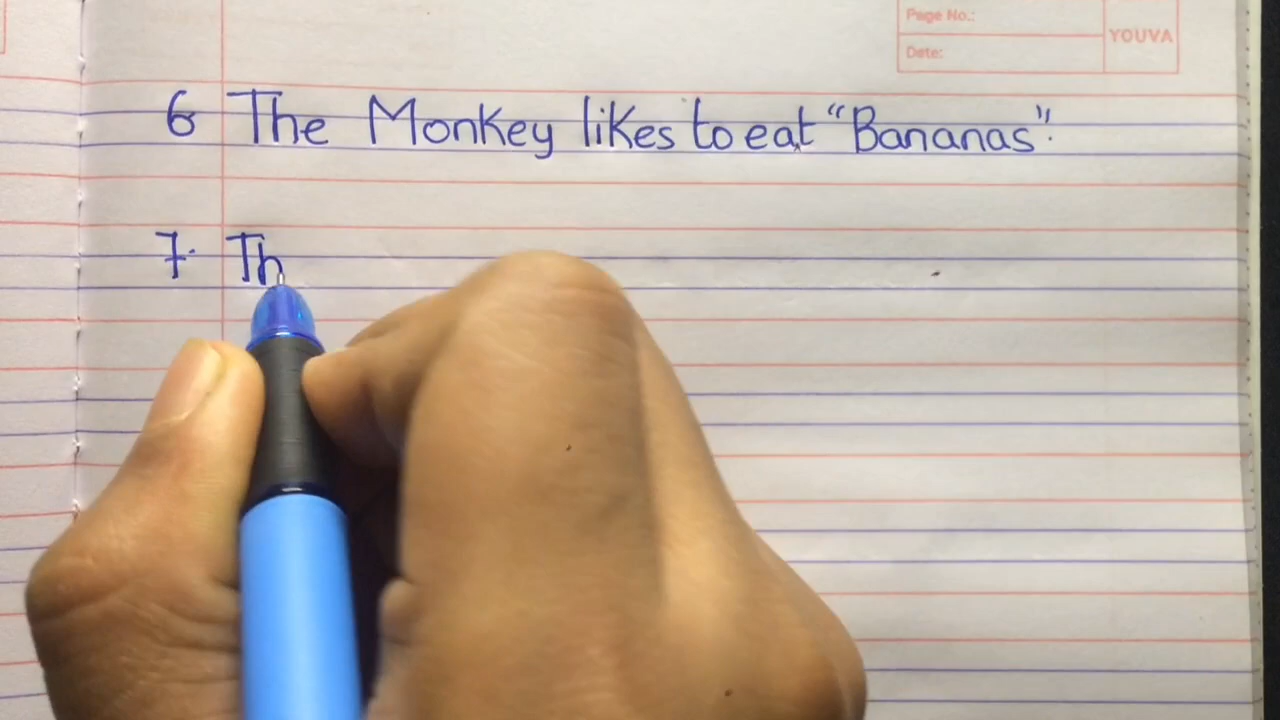 Page No.:
YOUVA
Date:
6 The Monkey likes to eat "Bananas".
7. Th